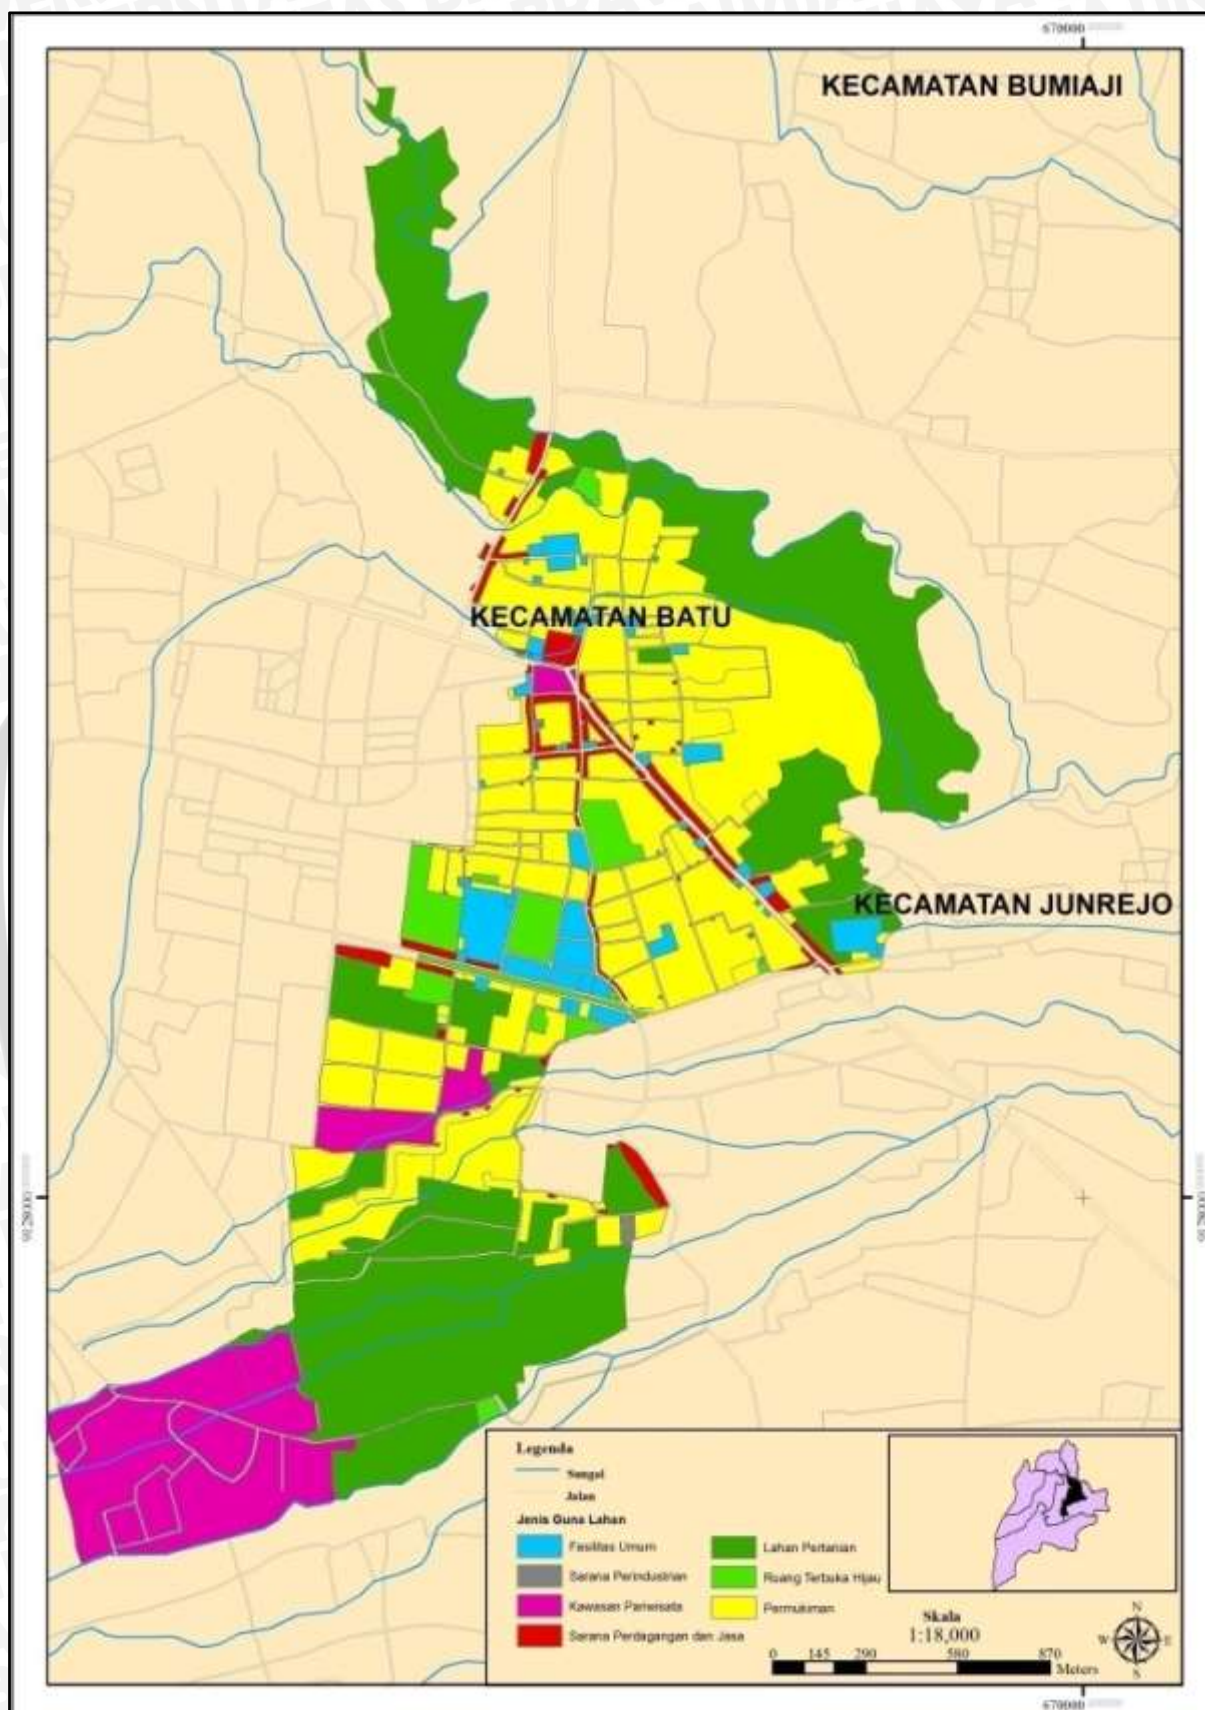 670000
KECAMATAN BUMIAJI
KECAMATAN BATU
KECAMATAN JUNREJO
9128000
9128000
Legenda
Sungai
Jalan
Jenis Guna Lahan
Fasilitas Umum
Lahan Pertanian
Sarana Perindustrian
Ruang Terbuka Hijau
Kawasan Pariwisata
Permukiman
Sarana Perdagangan dan Jasa
Skala
1:18,000
0 145 290 580 870
Meters
N
W E
S
670000